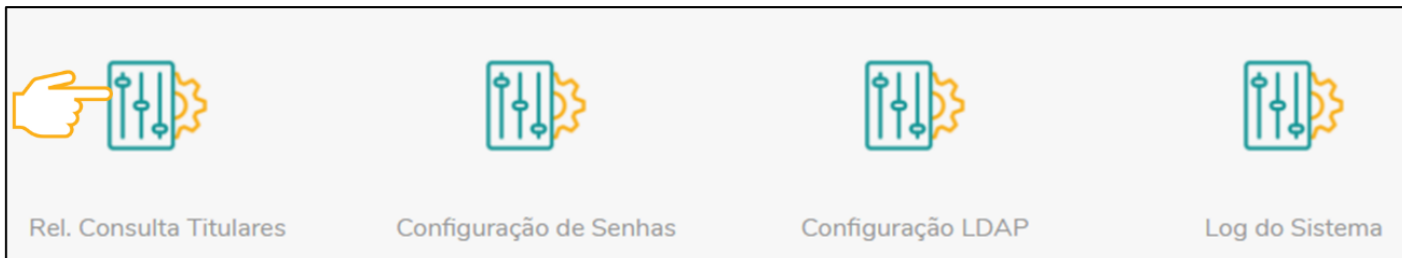 Rel. Consulta Titulares
Configuração de Senhas
Configuração LDAP
Log do Sistema